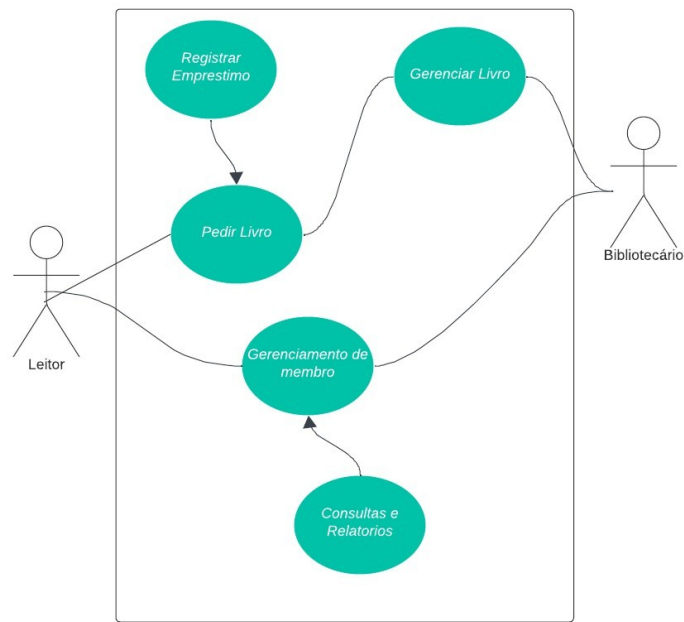 Registrar
Emprestimo
Gerenciar Livro
Pedir Livro
Bibliotecário
Leitor
Gerenciamento de
membro
Consultas e
Relatorios